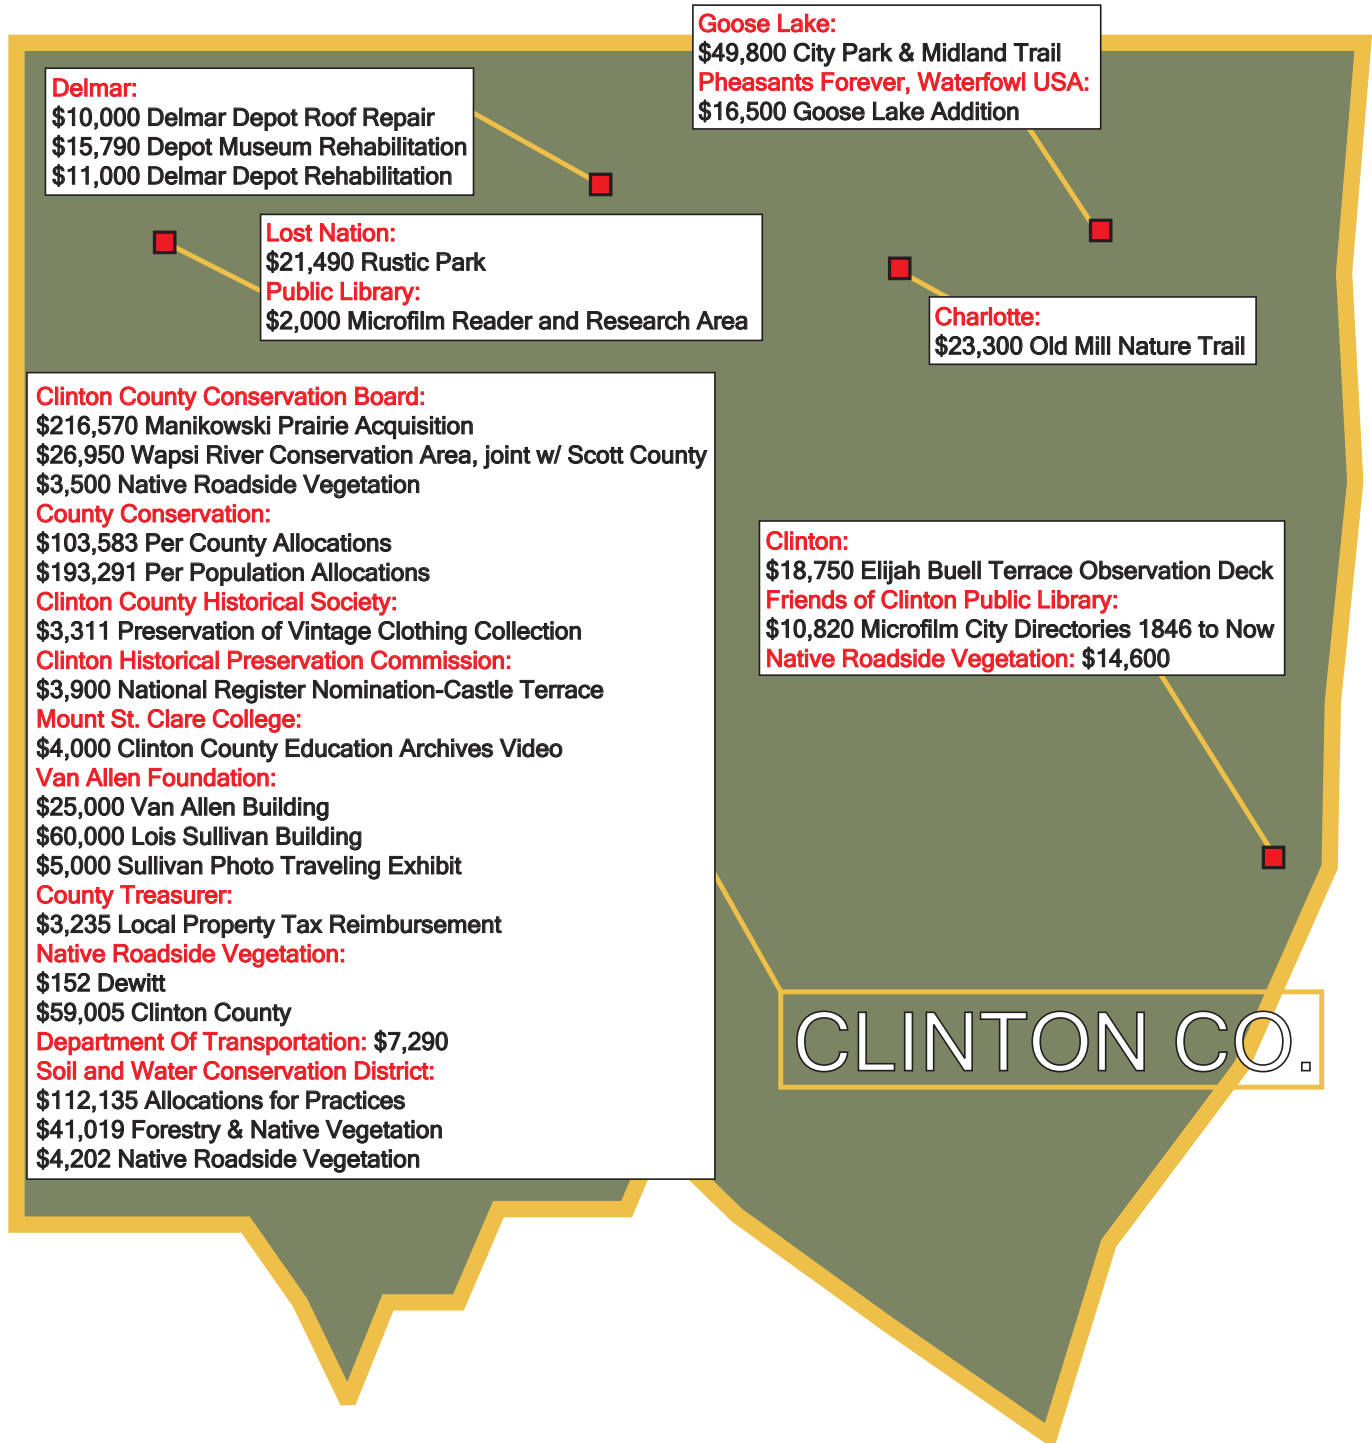 Goose Lake:
$49,800 City Park & Midland Trail
Pheasants Forever, Waterfowl USA:
$16,500 Goose Lake Addition
Delmar:
$10,000 Delmar Depot Roof Repair
$15,790 Depot Museum Rehabilitation
$11,000 Delmar Depot Rehabilitation
Lost Nation:
$21,490 Rustic Park
Public Library:
$2,000 Microfilm Reader and Research Area
Charlotte:
$23,300 Old Mill Nature Trail
Clinton County Conservation Board:
$216,570 Manikowski Prairie Acquisition
$26,950 Wapsi River Conservation Area, joint w/ Scott County
$3,500 Native Roadside Vegetation
County Conservation:
$103,583 Per County Allocations
$193,291 Per Population Allocations
Clinton County Historical Society:
$3,311 Preservation of Vintage Clothing Collection
Clinton Historical Preservation Commission:
$3,900 National Register Nomination-Castle Terrace
Mount St. Clare College:
$4,000 Clinton County Education Archives Video
Van Allen Foundation:
$25,000 Van Allen Building
$60,000 Lois Sullivan Building
$5,000 Sullivan Photo Traveling Exhibit
County Treasurer:
$3,235 Local Property Tax Reimbursement
Native Roadside Vegetation:
$152 Dewitt
$59,005 Clinton County
Department Of Transportation: $7,290
Soil and Water Conservation District:
$112,135 Allocations for Practices
$41,019 Forestry & Native Vegetation
$4,202 Native Roadside Vegetation
Clinton:
$18,750 Elijah Buell Terrace Observation Deck
Friends of Clinton Public Library:
$10,820 Microfilm City Directories 1846 to Now
Native Roadside Vegetation: $14,600
CLINTON CO.